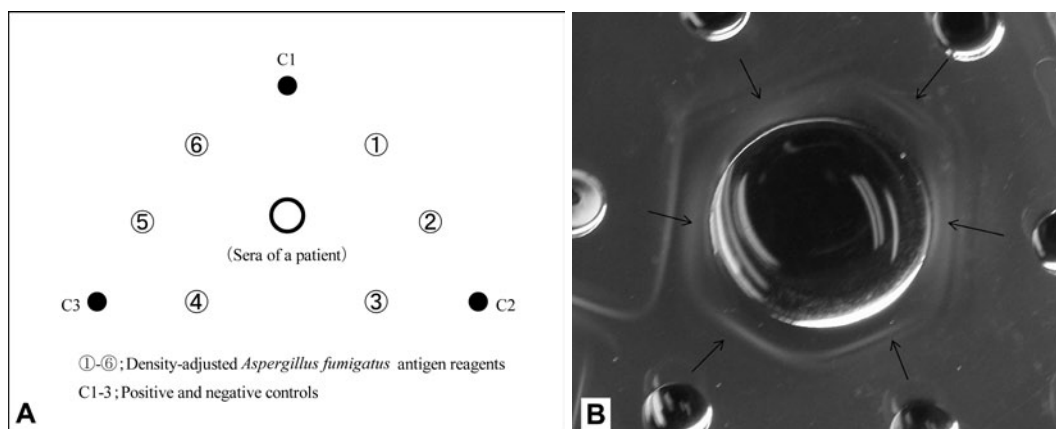 C1
⑥ ①
⑤ ②
(Sera of a patient)
C3 ④ ③ C2
①-⑥ ; Density-adjusted Aspergillus fumigatus antigen reagents
C1-3 ; Positive and negative controls
A
B